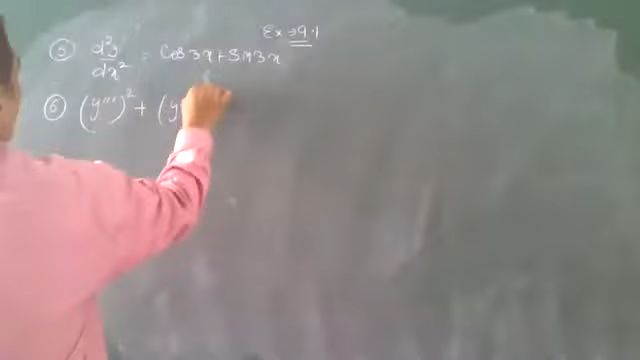 Ex → 9.1
⑤ d²y/dx² = Cos 3x + Sin 3x
⑥ (y''')² + (y